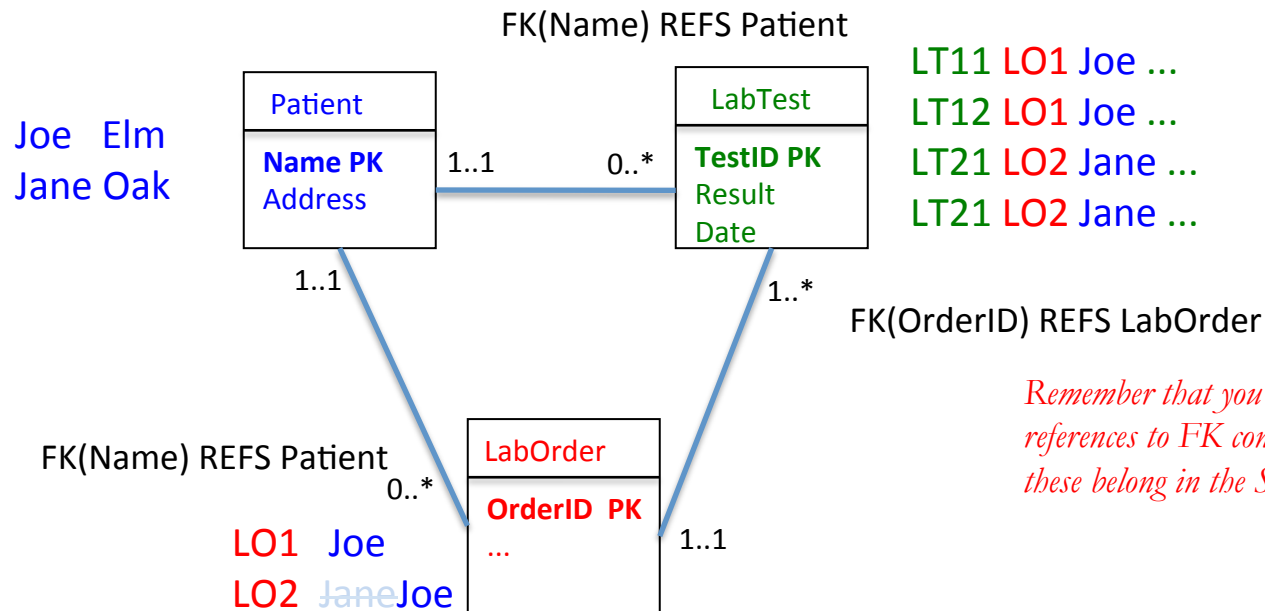 FK(Name) REFS Patient
Joe Elm
Jane Oak
Patient
Name PK
Address
1..1
0..*
LabTest
TestID PK
Result
Date
LT11 LO1 Joe ...
LT12 LO1 Joe ...
LT21 LO2 Jane ...
LT21 LO2 Jane ...
1..1
1..*
FK(OrderID) REFS LabOrder
Remember that you
references to FK con
these belong in the S
FK(Name) REFS Patient
0..*
LabOrder
OrderID PK
...
1..1
LO1 Joe
LO2 JaneJoe